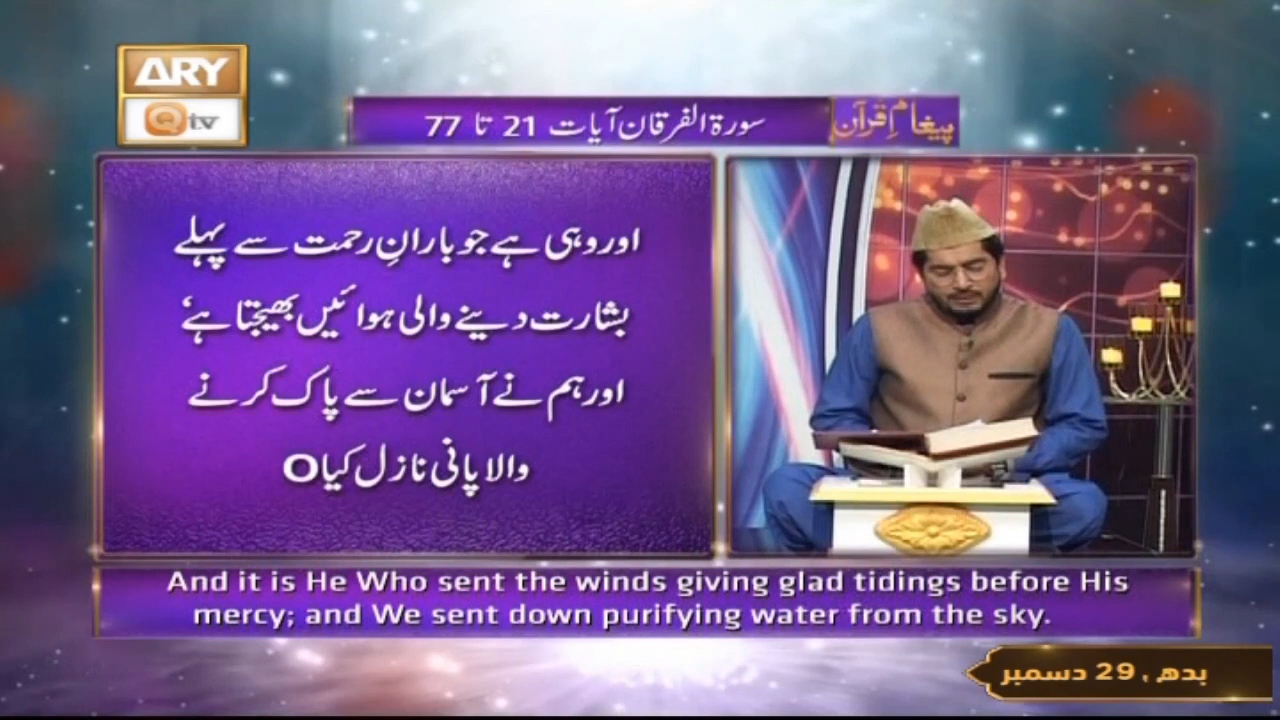 ARY
Qtv
پیغامِ قرآن
سورۃ الفرقان آیات 21 تا 77
اور وہی ہے جو بارانِ رحمت سے پہلے
بشارت دینے والی ہوائیں بھیجتا ہے،
اور ہم نے آسمان سے پاک کرنے
والا پانی نازل کیاO
And it is He Who sent the winds giving glad tidings before His
mercy; and We sent down purifying water from the sky.
بدھ ، 29 دسمبر